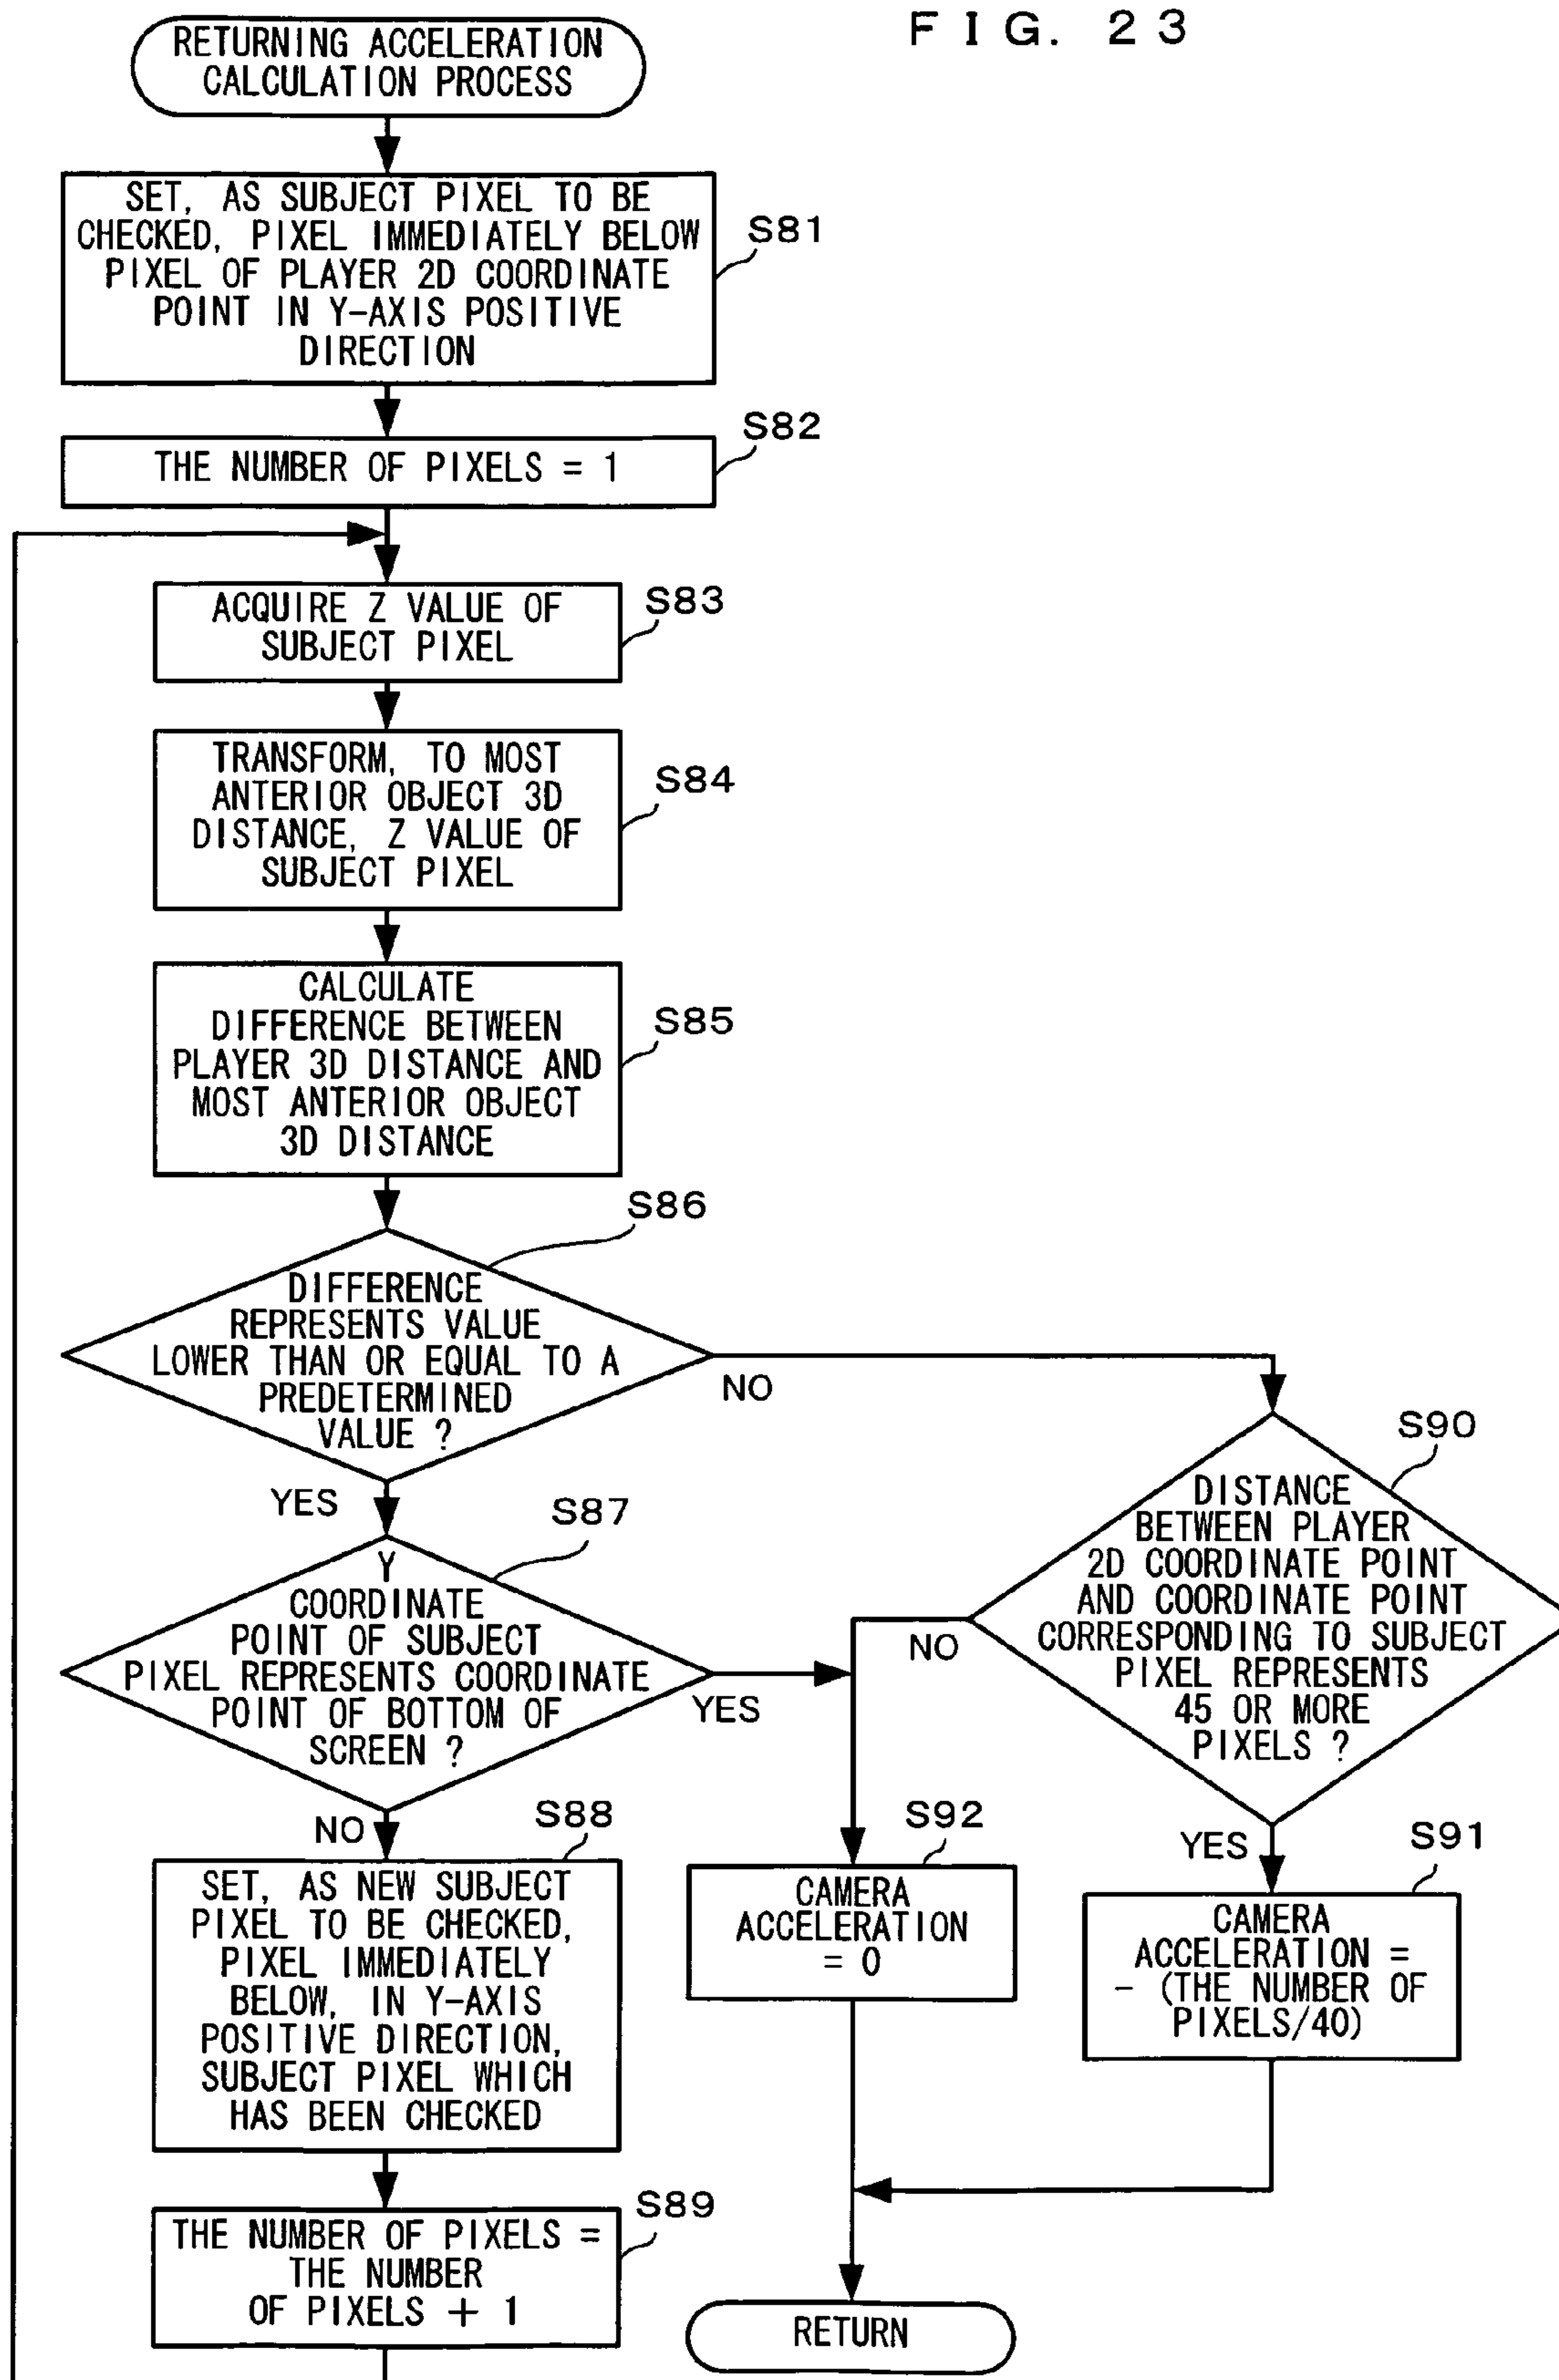 FIG. 23
RETURNING ACCELERATION
CALCULATION PROCESS
SET, AS SUBJECT PIXEL TO BE
CHECKED, PIXEL IMMEDIATELY BELOW
PIXEL OF PLAYER 2D COORDINATE
POINT IN Y-AXIS POSITIVE
DIRECTION
S81
THE NUMBER OF PIXELS = 1
S82
ACQUIRE Z VALUE OF
SUBJECT PIXEL
S83
TRANSFORM, TO MOST
ANTERIOR OBJECT 3D
DISTANCE, Z VALUE OF
SUBJECT PIXEL
S84
CALCULATE
DIFFERENCE BETWEEN
PLAYER 3D DISTANCE AND
MOST ANTERIOR OBJECT
3D DISTANCE
S85
S86
DIFFERENCE
REPRESENTS VALUE
LOWER THAN OR EQUAL TO A
PREDETERMINED
VALUE ?
NO
YES
S87
Y
COORDINATE
POINT OF SUBJECT
PIXEL REPRESENTS COORDINATE
POINT OF BOTTOM OF
SCREEN ?
YES
NO
S90
DISTANCE
BETWEEN PLAYER
2D COORDINATE POINT
AND COORDINATE POINT
CORRESPONDING TO SUBJECT
PIXEL REPRESENTS
45 OR MORE
PIXELS ?
NO
YES
S88
SET, AS NEW SUBJECT
PIXEL TO BE CHECKED,
PIXEL IMMEDIATELY
BELOW, IN Y-AXIS
POSITIVE DIRECTION,
SUBJECT PIXEL WHICH
HAS BEEN CHECKED
S92
CAMERA
ACCELERATION
= 0
S91
CAMERA
ACCELERATION =
- (THE NUMBER OF
PIXELS/40)
S89
THE NUMBER OF PIXELS =
THE NUMBER
OF PIXELS + 1
RETURN